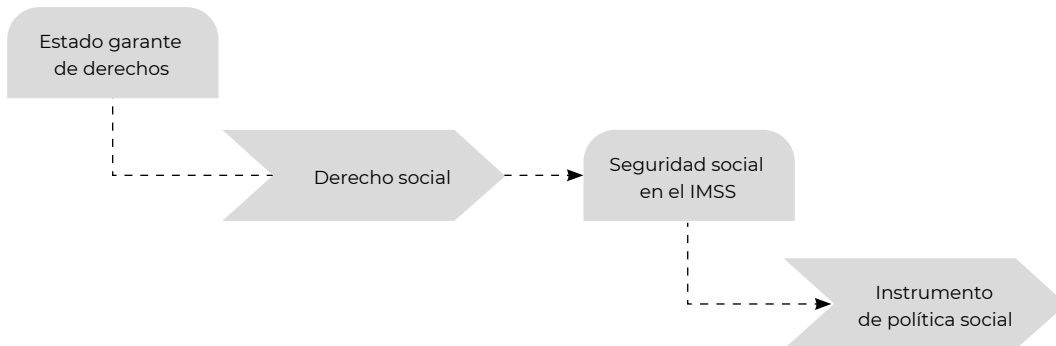 Estado garante
de derechos
Derecho social
Seguridad social
en el IMSS
Instrumento
de política social